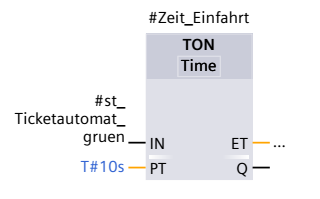 #Zeit_Einfahrt
TON
Time
#st_
Ticketautomat_
gruen
IN
ET
...
T#10s
PT
Q